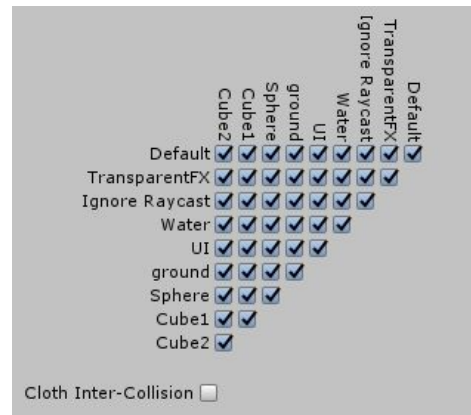 Cube2
Cube1
Sphere
ground
UI
Water
Ignore Raycast
TransparentFX
Default
Default
TransparentFX
Ignore Raycast
Water
UI
ground
Sphere
Cube1
Cube2
Cloth Inter-Collision